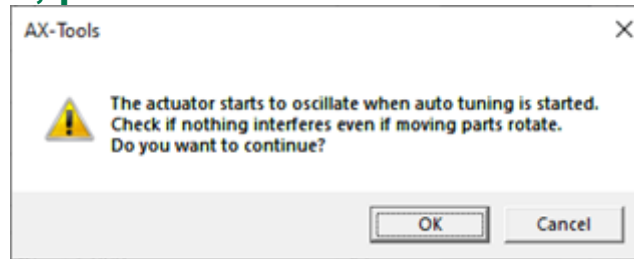 AX-Tools
The actuator starts to oscillate when auto tuning is started.
Check if nothing interferes even if moving parts rotate.
Do you want to continue?
OK
Cancel